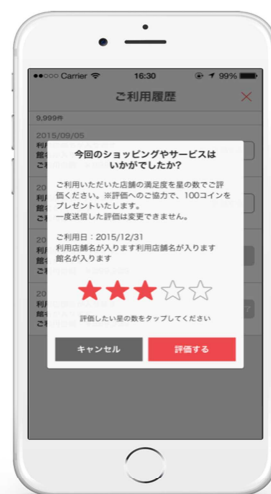 ●●○○○ Carrier 16:30 99%
ご利用履歴
9,999件
2015/09/05
今回のショッピングやサービスは
いかがでしたか？
ご利用いただいた店舗の満足度を星の数でご評
価ください。※評価へのご協力で、100コインを
プレゼントいたします。
一度送信した評価は変更できません。
ご利用日：2015/12/31
利用店舗名が入ります利用店舗名が入ります
館名が入ります
評価したい星の数をタップしてください
キャンセル
評価する